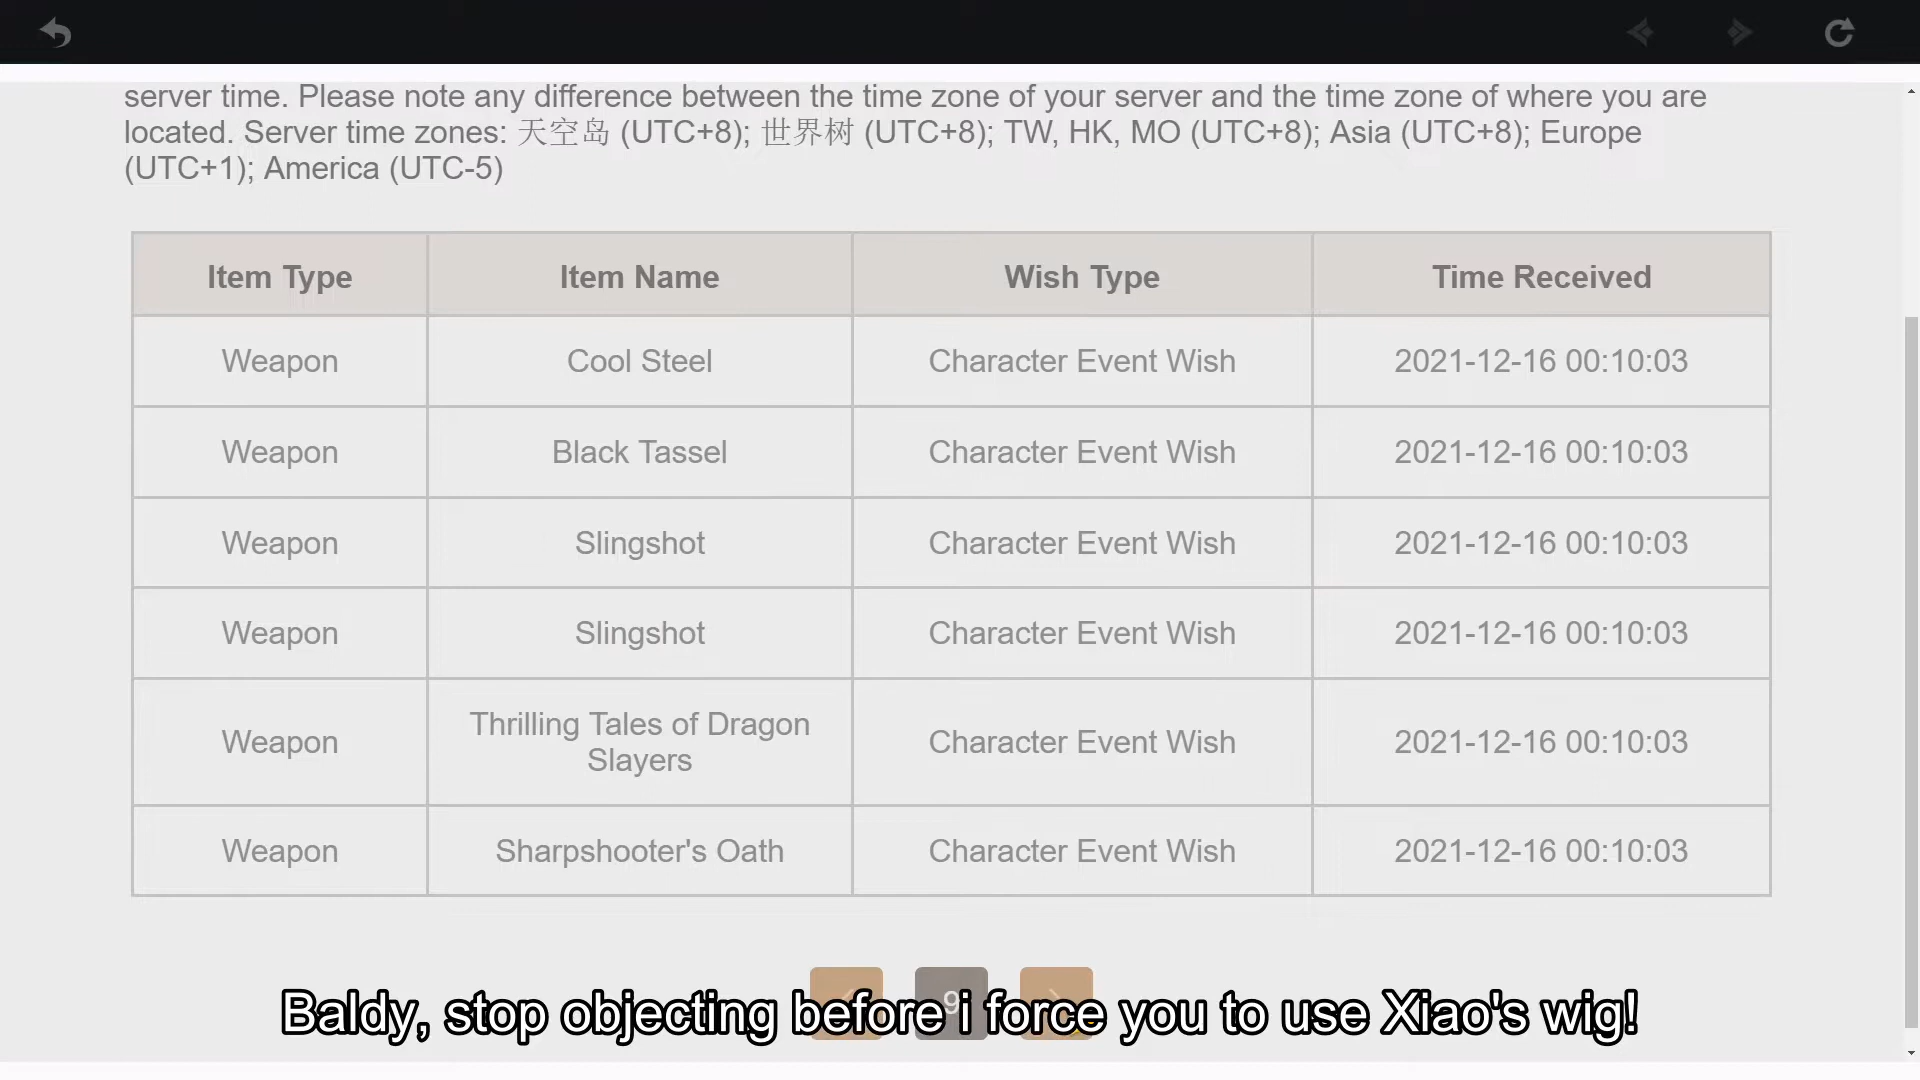 server time. Please note any difference between the time zone of your server and the time zone of where you are
located. Server time zones: 天空岛 (UTC+8); 世界树 (UTC+8); TW, HK, MO (UTC+8); Asia (UTC+8); Europe
(UTC+1); America (UTC-5)
Item Type Item Name Wish Type Time Received
Weapon Cool Steel Character Event Wish 2021-12-16 00:10:03
Weapon Black Tassel Character Event Wish 2021-12-16 00:10:03
Weapon Slingshot Character Event Wish 2021-12-16 00:10:03
Weapon Slingshot Character Event Wish 2021-12-16 00:10:03
Weapon Thrilling Tales of Dragon
Slayers Character Event Wish 2021-12-16 00:10:03
Weapon Sharpshooter's Oath Character Event Wish 2021-12-16 00:10:03
9
Baldy, stop objecting before i force you to use Xiao's wig!